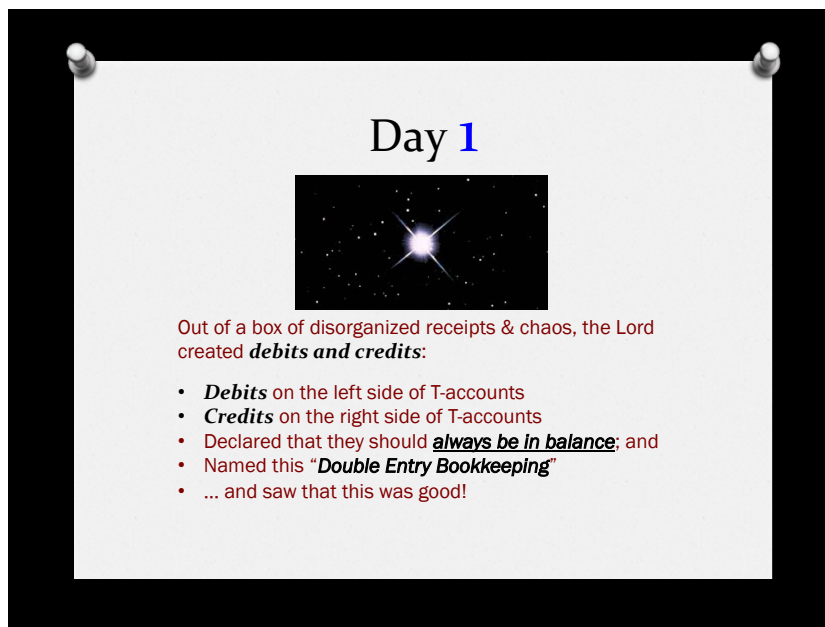 Day 1
Out of a box of disorganized receipts & chaos, the Lord
created debits and credits:
• Debits on the left side of T-accounts
• Credits on the right side of T-accounts
• Declared that they should always be in balance; and
• Named this “Double Entry Bookkeeping”
• … and saw that this was good!